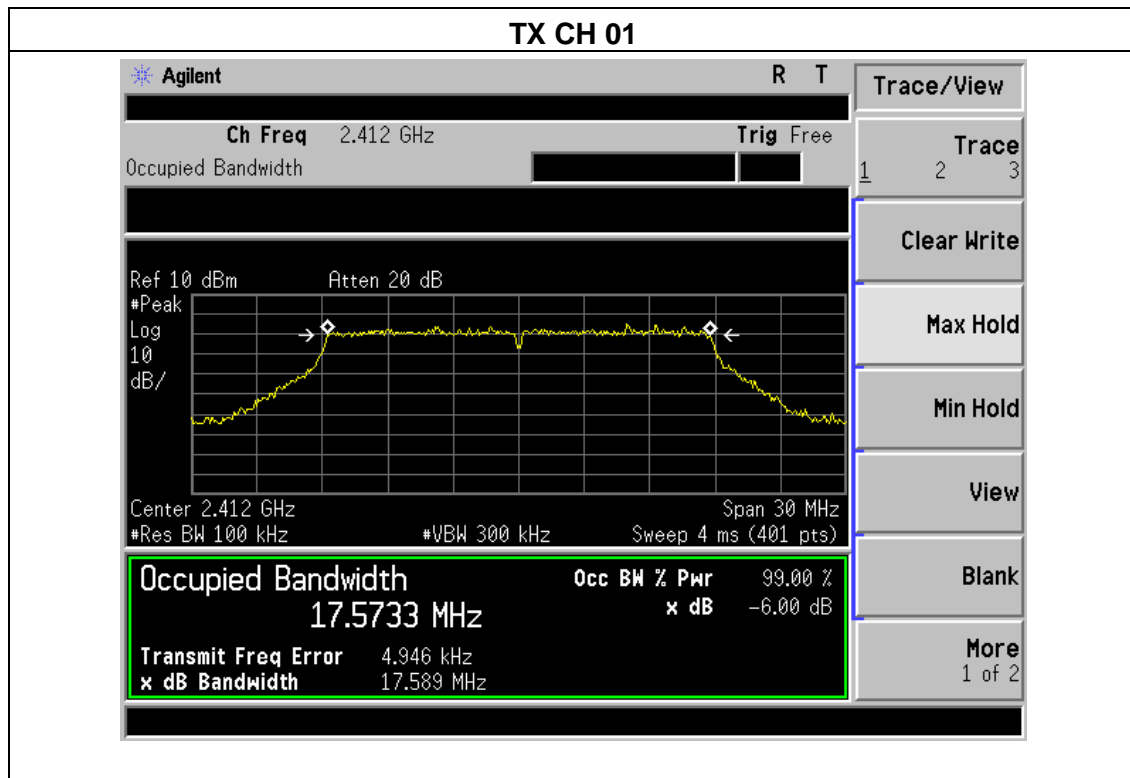 TX CH 01
Agilent R T
Trace/View
Ch Freq 2.412 GHz Trig Free
Occupied Bandwidth
Trace
1 2 3
Clear Write
Ref 10 dBm Atten 20 dB
#Peak
Log
10
dB/
Max Hold
Min Hold
Center 2.412 GHz Span 30 MHz
#Res BW 100 kHz #VBW 300 kHz Sweep 4 ms (401 pts)
View
Occupied Bandwidth Occ BW % Pwr 99.00 %
17.5733 MHz x dB -6.00 dB
Blank
Transmit Freq Error 4.946 kHz
x dB Bandwidth 17.589 MHz
More
1 of 2